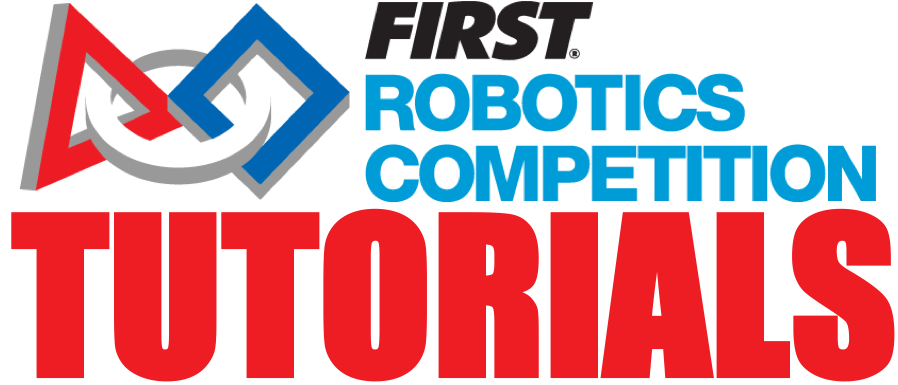 FIRST®
ROBOTICS
COMPETITION
TUTORIALS